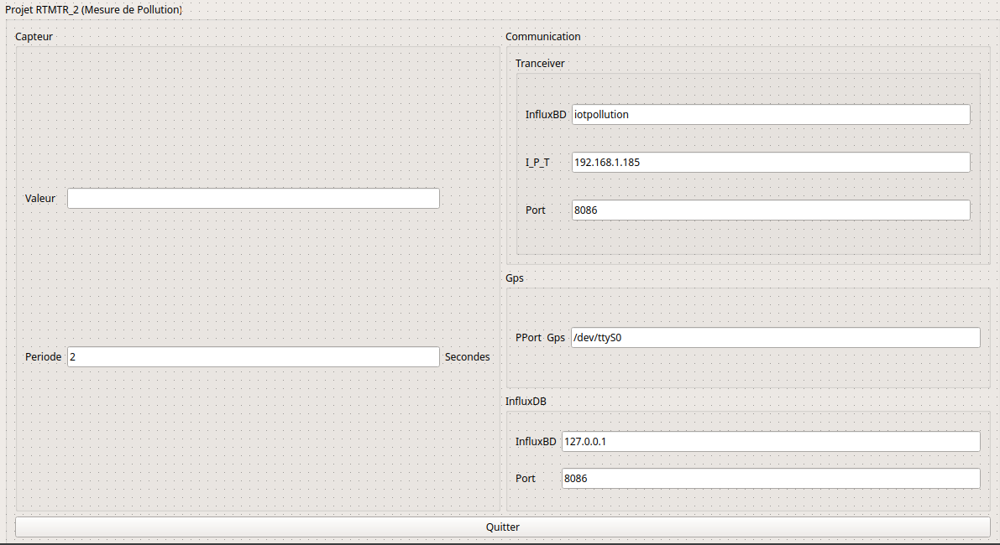 Projet RTMTR_2 (Mesure de Pollution)
Capteur
Valeur
Periode 2 Secondes
Communication
Tranceiver
InfluxBD iotpollution
I_P_T 192.168.1.185
Port 8086
Gps
PPort Gps /dev/ttyS0
InfluxDB
InfluxBD 127.0.0.1
Port 8086
Quitter